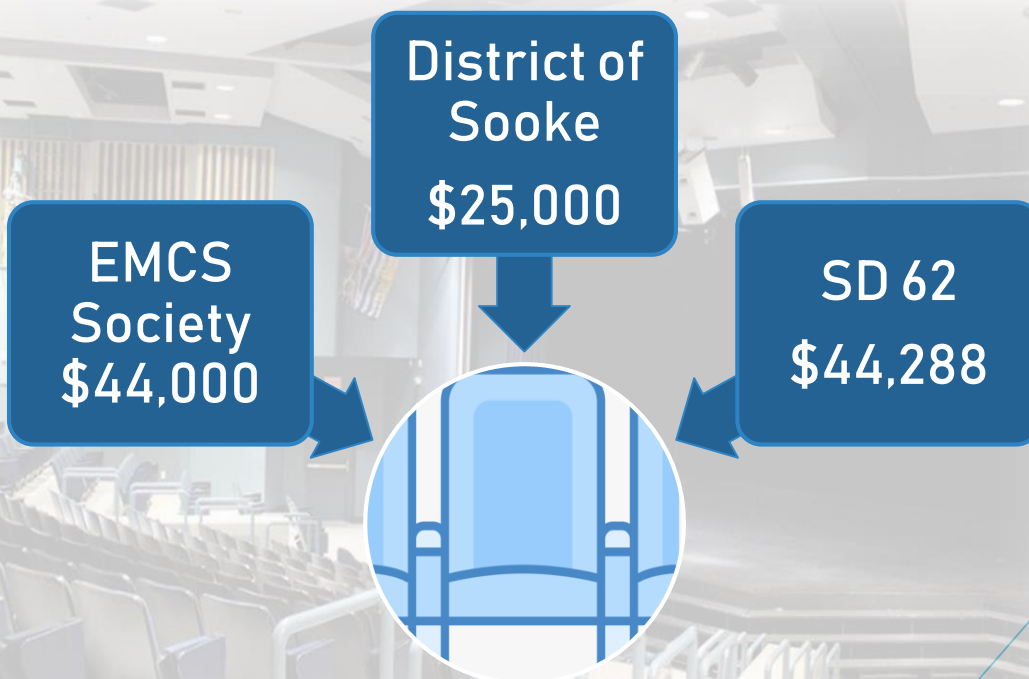 District of
Sooke
$25,000
EMCS
Society
$44,000
SD 62
$44,288